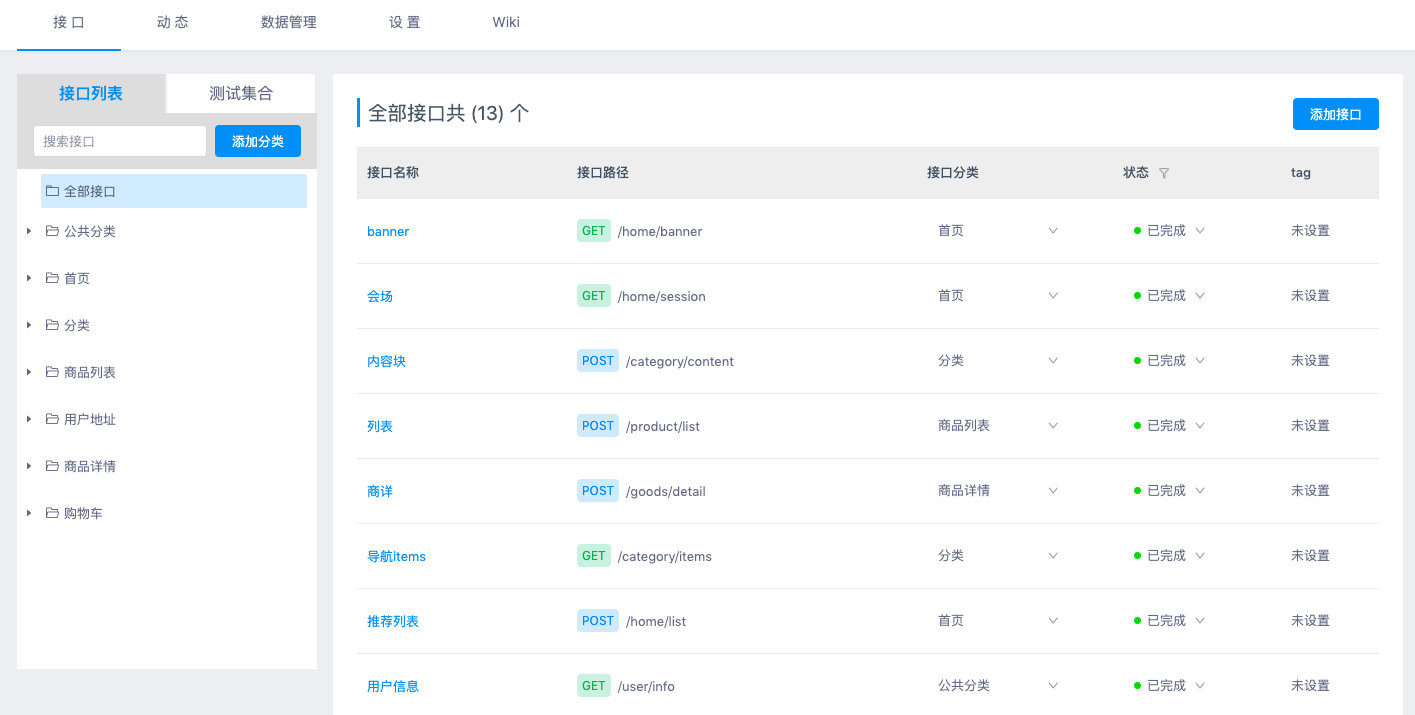 接 口 动 态 数据管理 设 置 Wiki
接口列表 测试集合
搜索接口 添加分类
全部接口
公共分类
首页
分类
商品列表
用户地址
商品详情
购物车
全部接口共 (13) 个 添加接口
接口名称 接口路径 接口分类 状态 tag
banner GET /home/banner 首页 已完成 未设置
会场 GET /home/session 首页 已完成 未设置
内容块 POST /category/content 分类 已完成 未设置
列表 POST /product/list 商品列表 已完成 未设置
商详 POST /goods/detail 商品详情 已完成 未设置
导航items GET /category/items 分类 已完成 未设置
推荐列表 POST /home/list 首页 已完成 未设置
用户信息 GET /user/info 公共分类 已完成 未设置